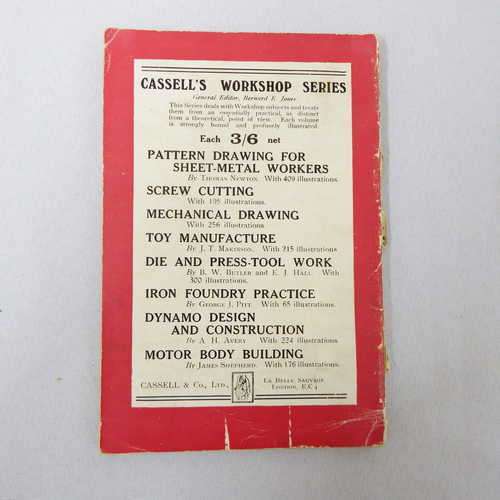 CASSELL'S WORKSHOP SERIES
General Editor, Bernard E. Jones
This Series deals with Workshop subjects and treats
them from an essentially practical, as distinct
from a theoretical, point of view. Each volume
is strongly bound and profusely illustrated.
Each 3/6 net
PATTERN DRAWING FOR
SHEET-METAL WORKERS
By THOMAS NEWTON. With 409 illustrations.
SCREW CUTTING
With 195 illustrations.
MECHANICAL DRAWING
With 256 illustrations
TOY MANUFACTURE
By J. T. MAKINSON. With 215 illustrations
DIE AND PRESS-TOOL WORK
By B. W. BUTLER and E. J. HALL. With
300 illustrations.
IRON FOUNDRY PRACTICE
By GEORGE J. PITT. With 65 illustrations.
DYNAMO DESIGN
AND CONSTRUCTION
By A. H. AVERY. With 224 illustrations.
MOTOR BODY BUILDING
By JAMES SHEPHERD. With 176 illustrations.
CASSELL & Co., LTD.,
LA BELLE SAUVAGE
LONDON, E.C 4